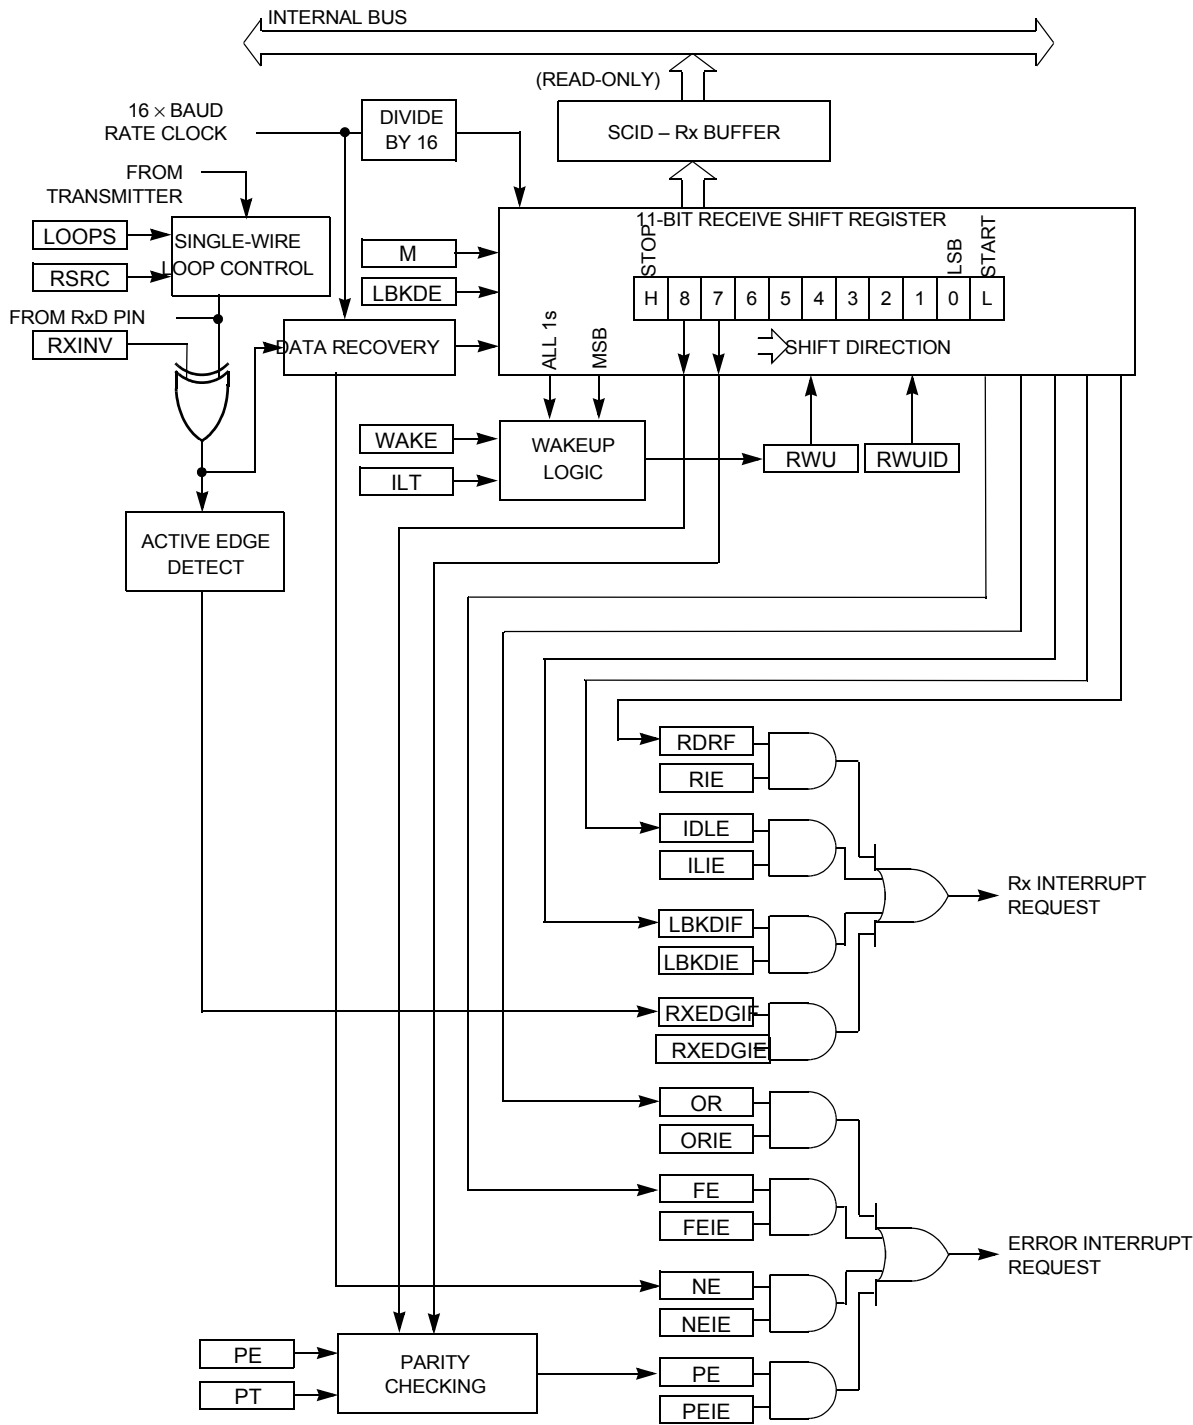 INTERNAL BUS
(READ-ONLY)
16 × BAUD
RATE CLOCK
DIVIDE
BY 16
SCID – Rx BUFFER
FROM
TRANSMITTER
LOOPS
RSRC
SINGLE-WIRE
LOOP CONTROL
M
LBKDE
11-BIT RECEIVE SHIFT REGISTER
STOP
LSB
START
H 8 7 6 5 4 3 2 1 0 L
FROM RxD PIN
RXINV
DATA RECOVERY
ALL 1s
MSB
SHIFT DIRECTION
WAKE
ILT
WAKEUP
LOGIC
RWU
RWUID
ACTIVE EDGE
DETECT
RDRF
RIE
IDLE
ILIE
Rx INTERRUPT
REQUEST
LBKDIF
LBKDIE
RXEDGIF
RXEDGIE
OR
ORIE
FE
FEIE
ERROR INTERRUPT
REQUEST
NE
NEIE
PE
PT
PARITY
CHECKING
PE
PEIE